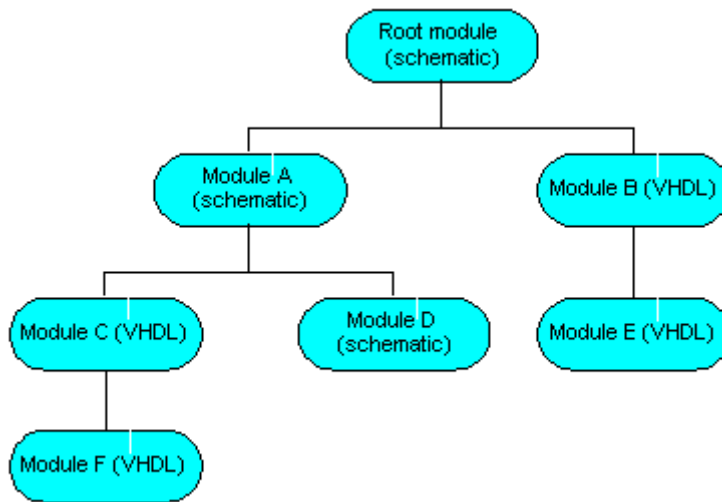 Root module
(schematic)
Module A
(schematic)
Module B (VHDL)
Module C (VHDL)
Module D
(schematic)
Module E (VHDL)
Module F (VHDL)